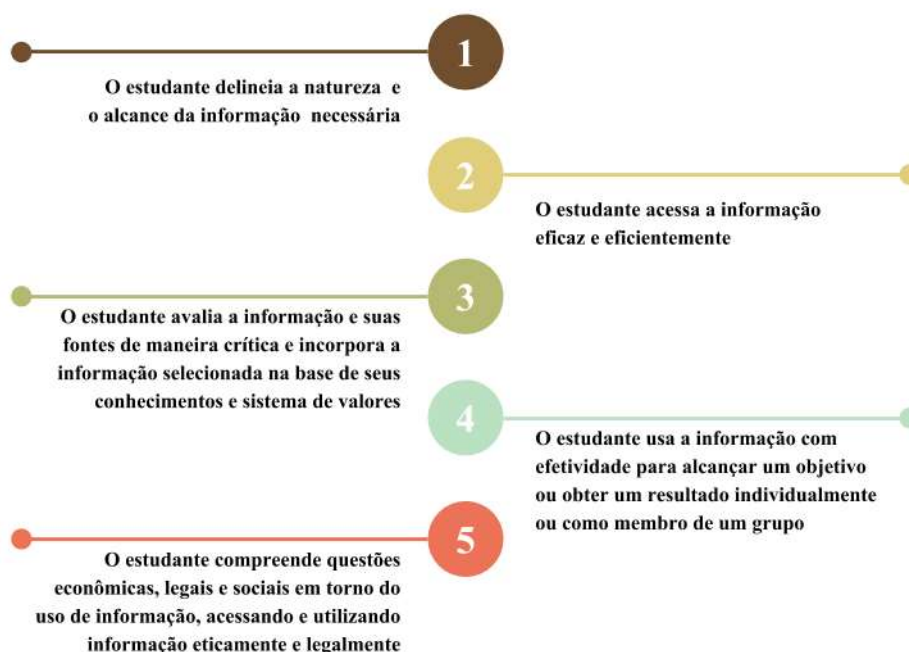 1
O estudante delineia a natureza e
o alcance da informação necessária
2
O estudante acessa a informação
eficaz e eficientemente
3
O estudante avalia a informação e suas
fontes de maneira crítica e incorpora a
informação selecionada na base de seus
conhecimentos e sistema de valores
4
O estudante usa a informação com
efetividade para alcançar um objetivo
ou obter um resultado individualmente
ou como membro de um grupo
5
O estudante compreende questões
econômicas, legais e sociais em torno do
uso de informação, acessando e utilizando
informação eticamente e legalmente